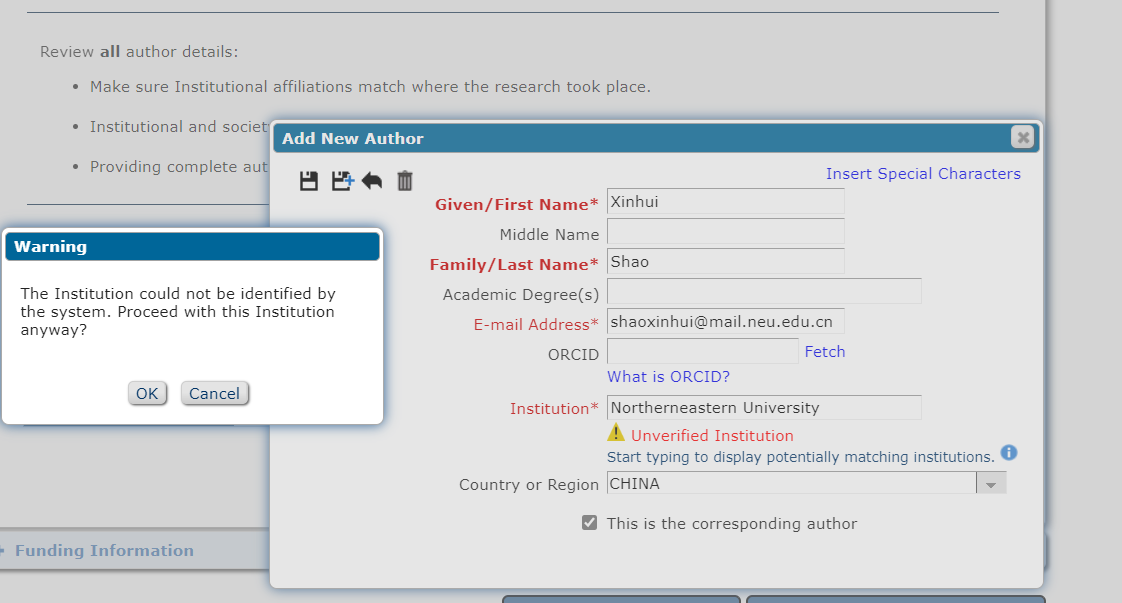 Review all author details:
• Make sure Institutional affiliations match where the research took place.
• Institutional and societ
• Providing complete aut
Add New Author
Insert Special Characters
Given/First Name* Xinhui
Middle Name
Family/Last Name* Shao
Academic Degree(s)
E-mail Address* shaoxinhui@mail.neu.edu.cn
ORCID Fetch
What is ORCID?
Institution* Northerneastern University
Unverified Institution
Start typing to display potentially matching institutions.
Country or Region CHINA
This is the corresponding author
Warning
The Institution could not be identified by
the system. Proceed with this Institution
anyway?
OK Cancel
Funding Information